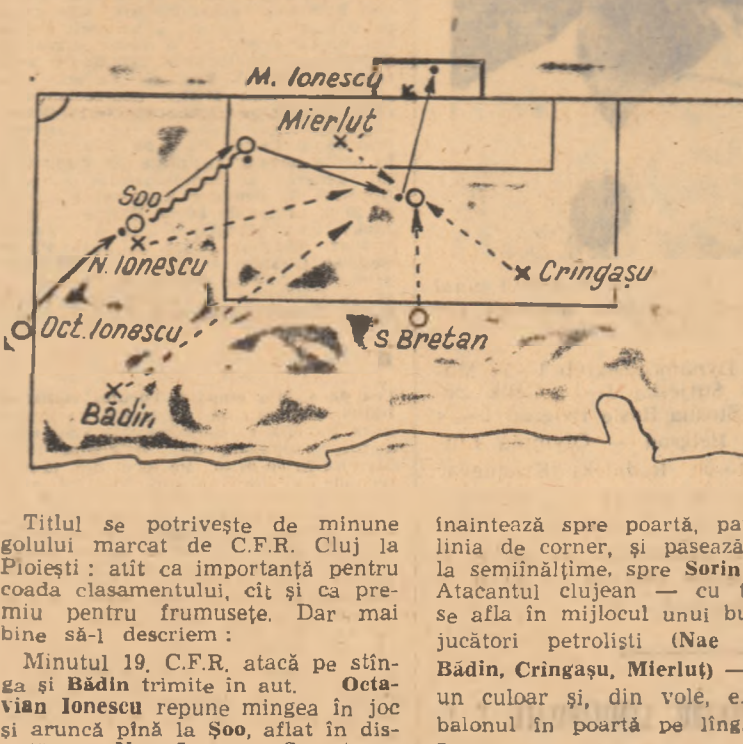 M. Ionescu
Mierluț
Șoo
N. Ionescu
Cringașu
Oct. Ionescu
S. Bretan
Bădin
Titlul se potrivește de minune
golului marcat de C.F.R. Cluj la
Ploiești : atît ca importanță pentru
coada clasamentului, cît și ca pre-
miu pentru frumusețe. Dar mai
bine să-l descriem :
Minutul 19. C.F.R. atacă pe stîn-
ga și Bădin trimite în aut. Octa-
vian Ionescu repune mingea în joc
și aruncă pînă la Șoo, aflat în dis-
înaintează spre poartă, pa
linia de corner, și pasează
la semiînălțime, spre Sorin
Atacantul clujean — cu t
se afla în mijlocul unui bu
jucători petroliști (Nae
Bădin, Cringașu, Mierluț) —
un culoar și, din vole, e
balonul în poartă pe lîng